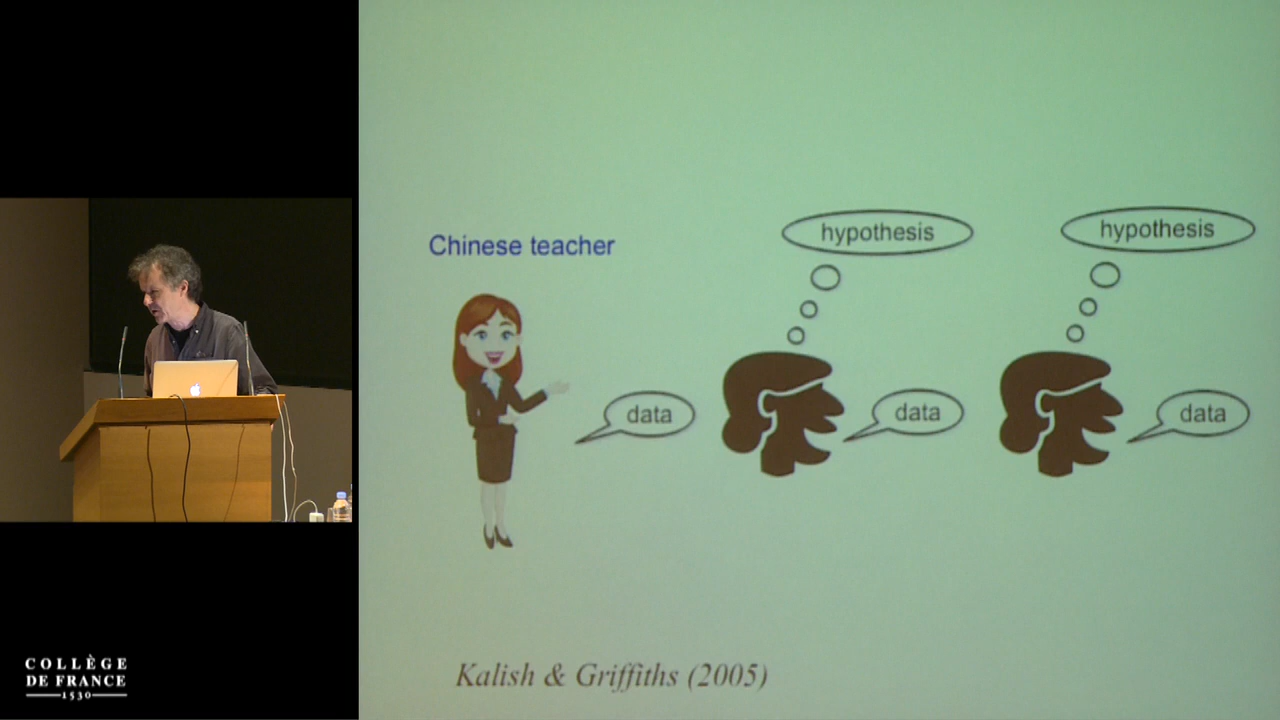 hypothesis
hypothesis
Chinese teacher
data
data
data
Kalish & Griffiths (2005)
COLLÈGE
DE FRANCE
1530